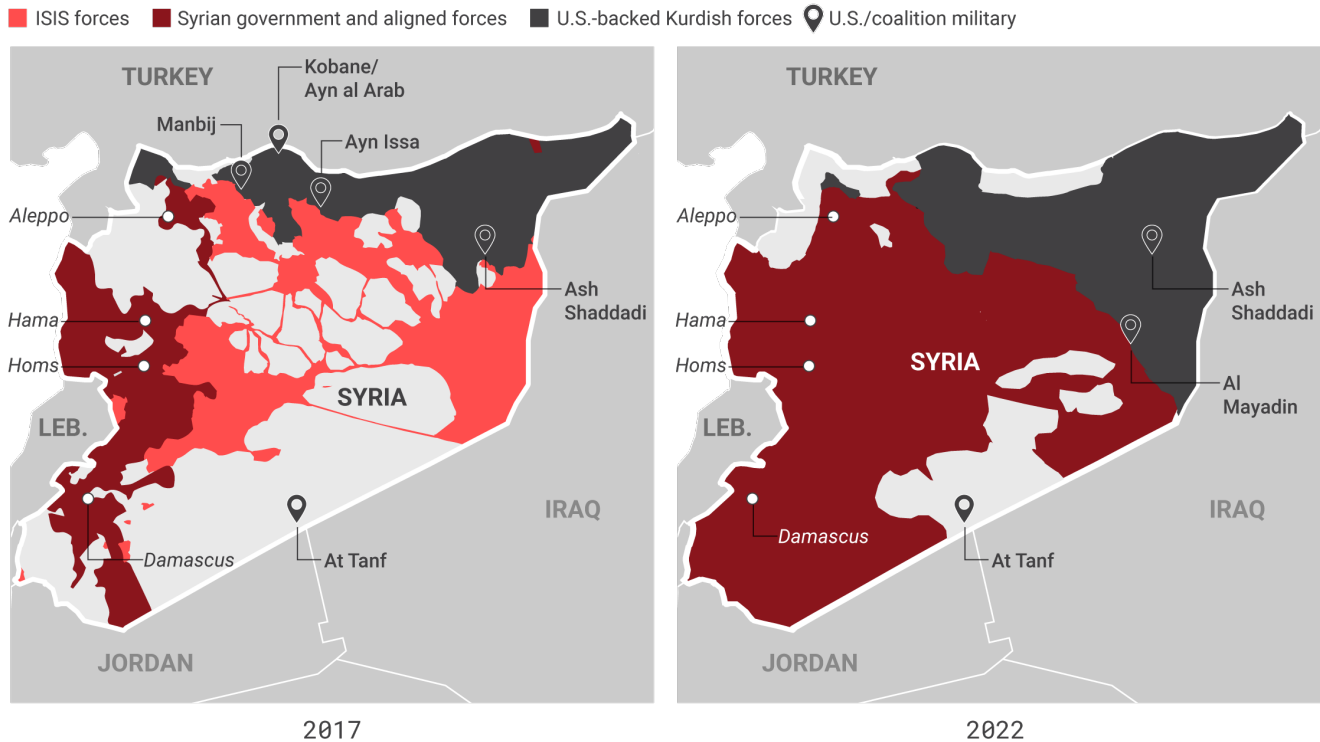 ISIS forces
Syrian government and aligned forces
U.S.-backed Kurdish forces
U.S./coalition military
TURKEY
Kobane/
Ayn al Arab
Manbij
Ayn Issa
Aleppo
Ash
Shaddadi
Hama
Homs
SYRIA
LEB.
IRAQ
Damascus
At Tanf
JORDAN
2017
TURKEY
Aleppo
Ash
Shaddadi
Hama
Homs
SYRIA
Al
Mayadin
LEB.
IRAQ
Damascus
At Tanf
JORDAN
2022